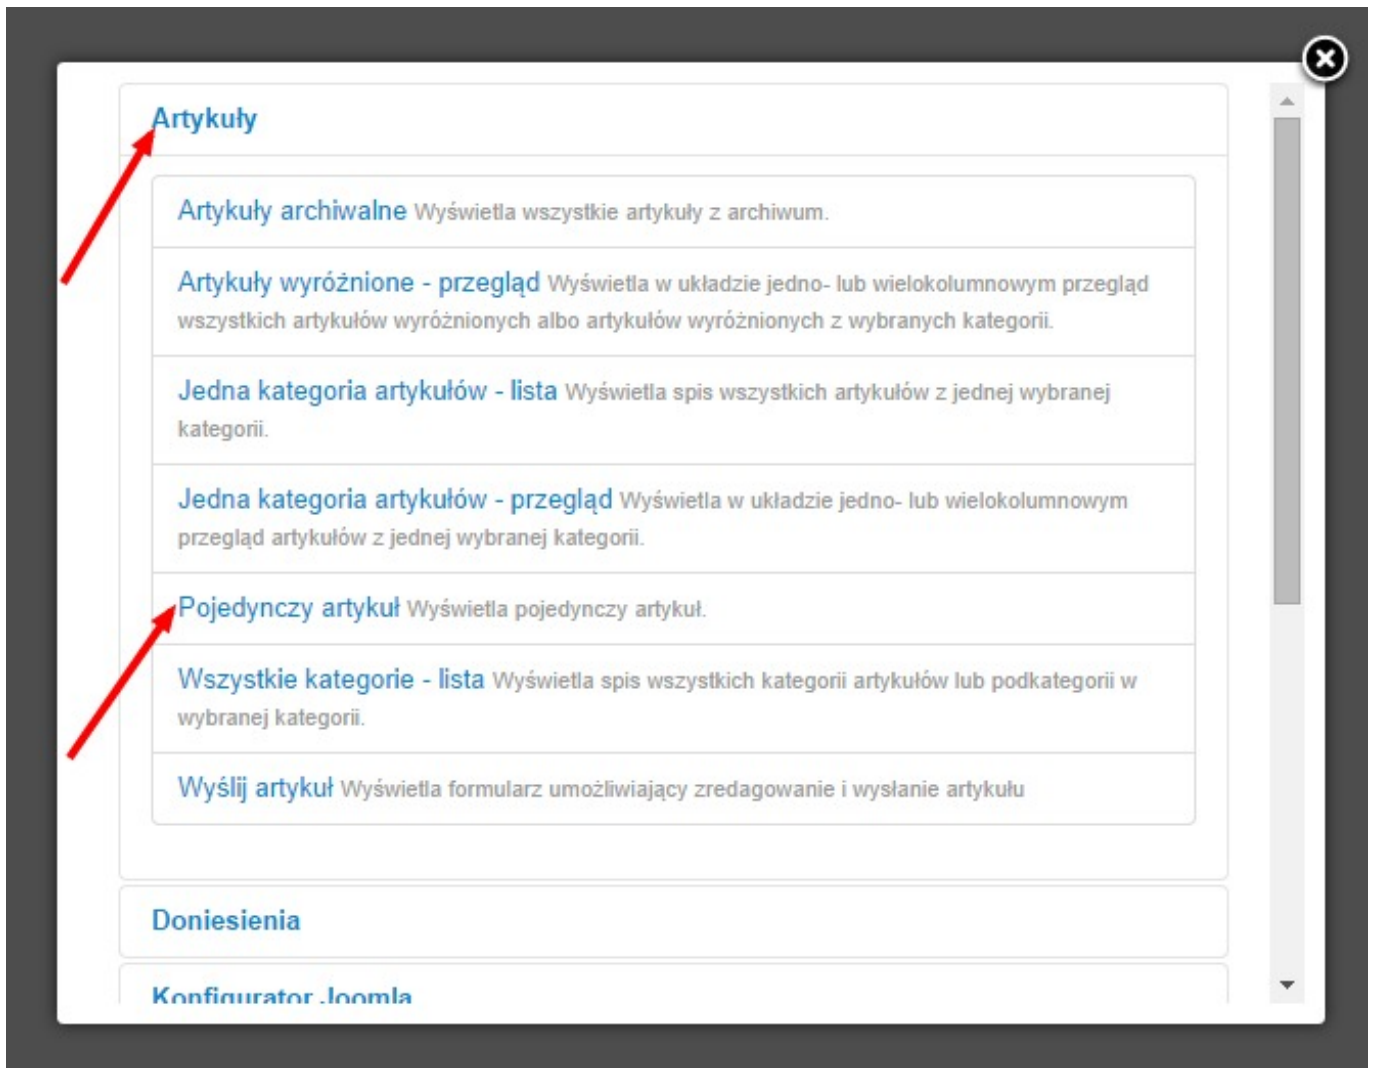 Artykuły
Artykuły archiwalne Wyświetla wszystkie artykuły z archiwum.
Artykuły wyróżnione - przegląd Wyświetla w układzie jedno- lub wielokolumnowym przegląd
wszystkich artykułów wyróżnionych albo artykułów wyróżnionych z wybranych kategorii.
Jedna kategoria artykułów - lista Wyświetla spis wszystkich artykułów z jednej wybranej
kategorii.
Jedna kategoria artykułów - przegląd Wyświetla w układzie jedno- lub wielokolumnowym
przegląd artykułów z jednej wybranej kategorii.
Pojedynczy artykuł Wyświetla pojedynczy artykuł.
Wszystkie kategorie - lista Wyświetla spis wszystkich kategorii artykułów lub podkategorii w
wybranej kategorii.
Wyślij artykuł Wyświetla formularz umożliwiający zredagowanie i wysłanie artykułu
Doniesienia
Konfigurator Joomla